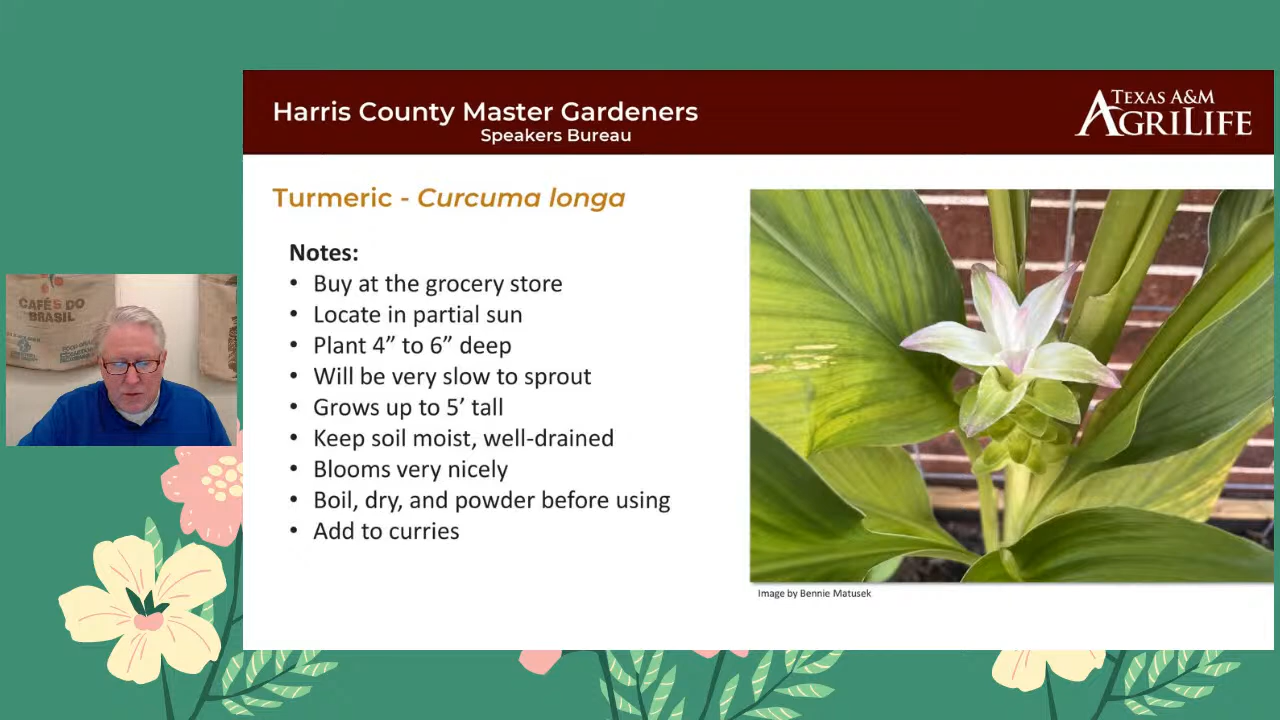 Harris County Master Gardeners
Speakers Bureau
TEXAS A&M
AGRILIFE
Turmeric - Curcuma longa
Notes:
• Buy at the grocery store
• Locate in partial sun
• Plant 4” to 6” deep
• Will be very slow to sprout
• Grows up to 5’ tall
• Keep soil moist, well-drained
• Blooms very nicely
• Boil, dry, and powder before using
• Add to curries
Image by Bennie Matusek
CAFÉS DO
BRASIL